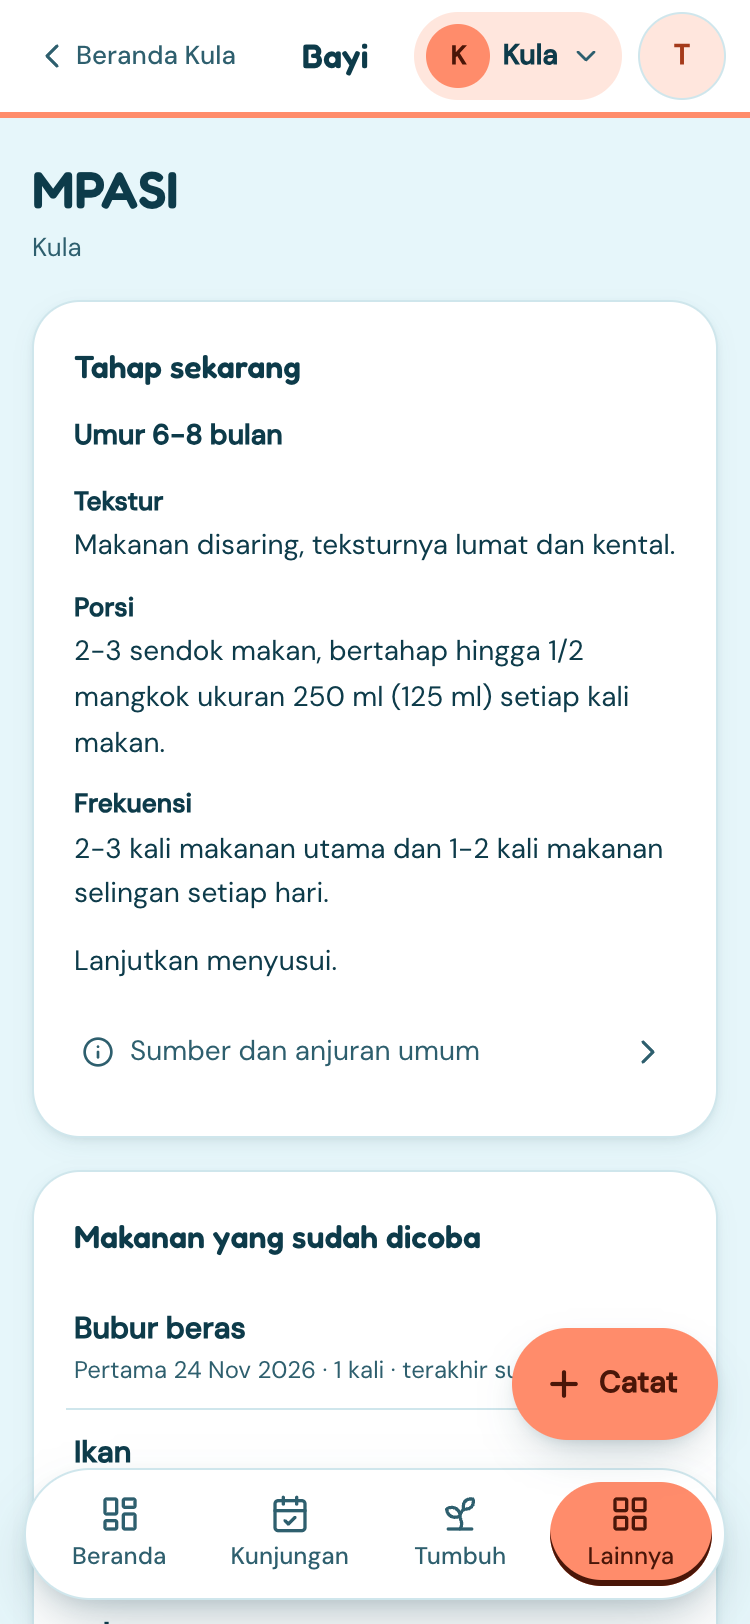 Beranda Kula
Bayi
K
Kula
T
MPASI
Kula
Tahap sekarang
Umur 6–8 bulan
Tekstur
Makanan disaring, teksturnya lumat dan kental.
Porsi
2–3 sendok makan, bertahap hingga 1/2
mangkok ukuran 250 ml (125 ml) setiap kali
makan.
Frekuensi
2–3 kali makanan utama dan 1–2 kali makanan
selingan setiap hari.
Lanjutkan menyusui.
Sumber dan anjuran umum
Makanan yang sudah dicoba
Bubur beras
Pertama 24 Nov 2026 · 1 kali · terakhir
Catat
Ikan
Beranda
Kunjungan
Tumbuh
Lainnya